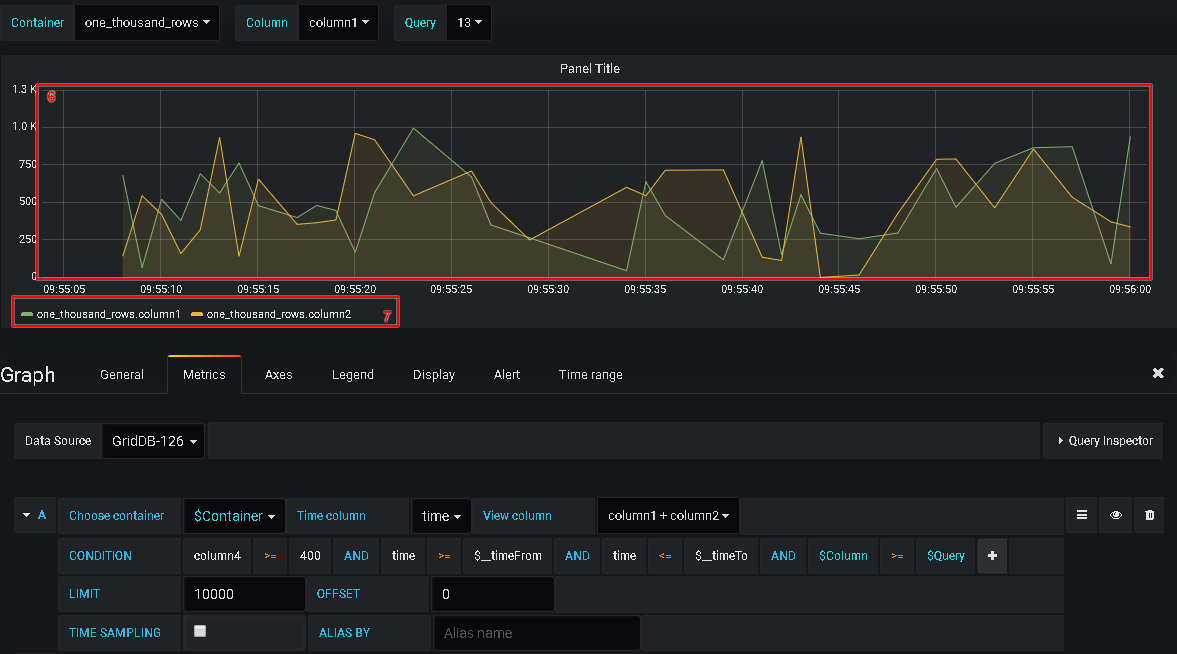 Container one_thousand_rows Column column1 Query 13
Panel Title
1.3 K
6
1.0 K
750
500
250
0
09:55:05 09:55:10 09:55:15 09:55:20 09:55:25 09:55:30 09:55:35 09:55:40 09:55:45 09:55:50 09:55:55 09:56:00
one_thousand_rows.column1 one_thousand_rows.column2 7
Graph General Metrics Axes Legend Display Alert Time range
Data Source GridDB-126 Query Inspector
A Choose container $Container Time column time View column column1 + column2
CONDITION column4 >= 400 AND time >= $__timeFrom AND time <= $__timeTo AND $Column >= $Query
LIMIT 10000 OFFSET 0
TIME SAMPLING ALIAS BY Alias name